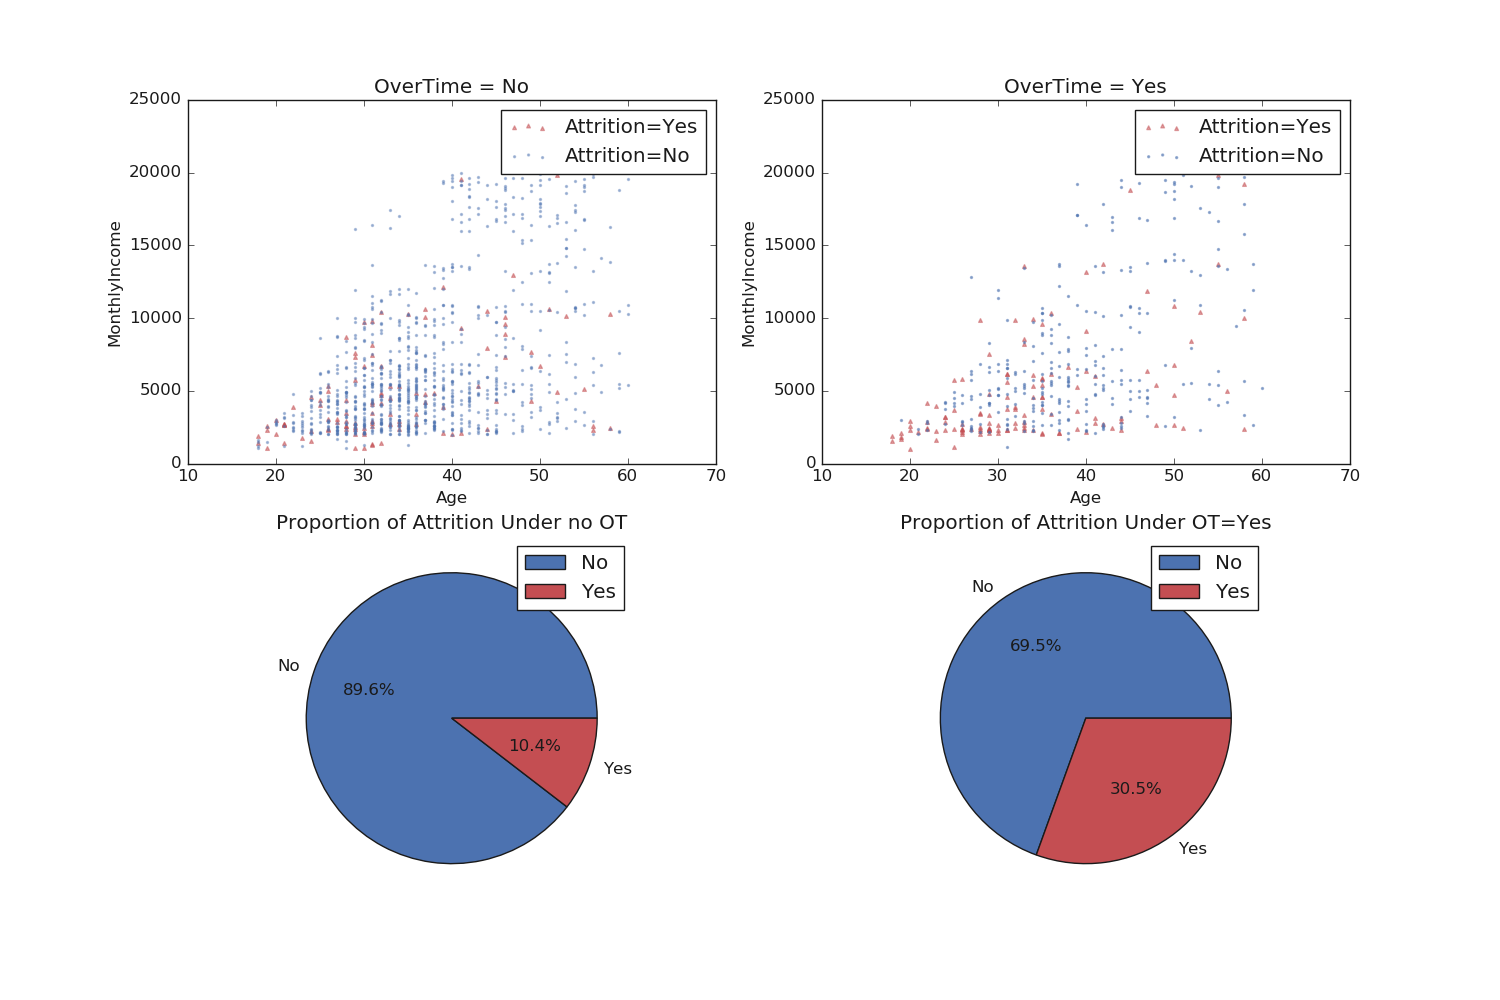 OverTime = No
25000
20000
15000
10000
5000
0
MonthlyIncome
10 20 30 40 50 60 70
Age
Attrition=Yes
Attrition=No
OverTime = Yes
25000
20000
15000
10000
5000
0
MonthlyIncome
10 20 30 40 50 60 70
Age
Attrition=Yes
Attrition=No
Proportion of Attrition Under no OT
No
Yes
No
89.6%
10.4%
Yes
Proportion of Attrition Under OT=Yes
No
Yes
No
69.5%
30.5%
Yes